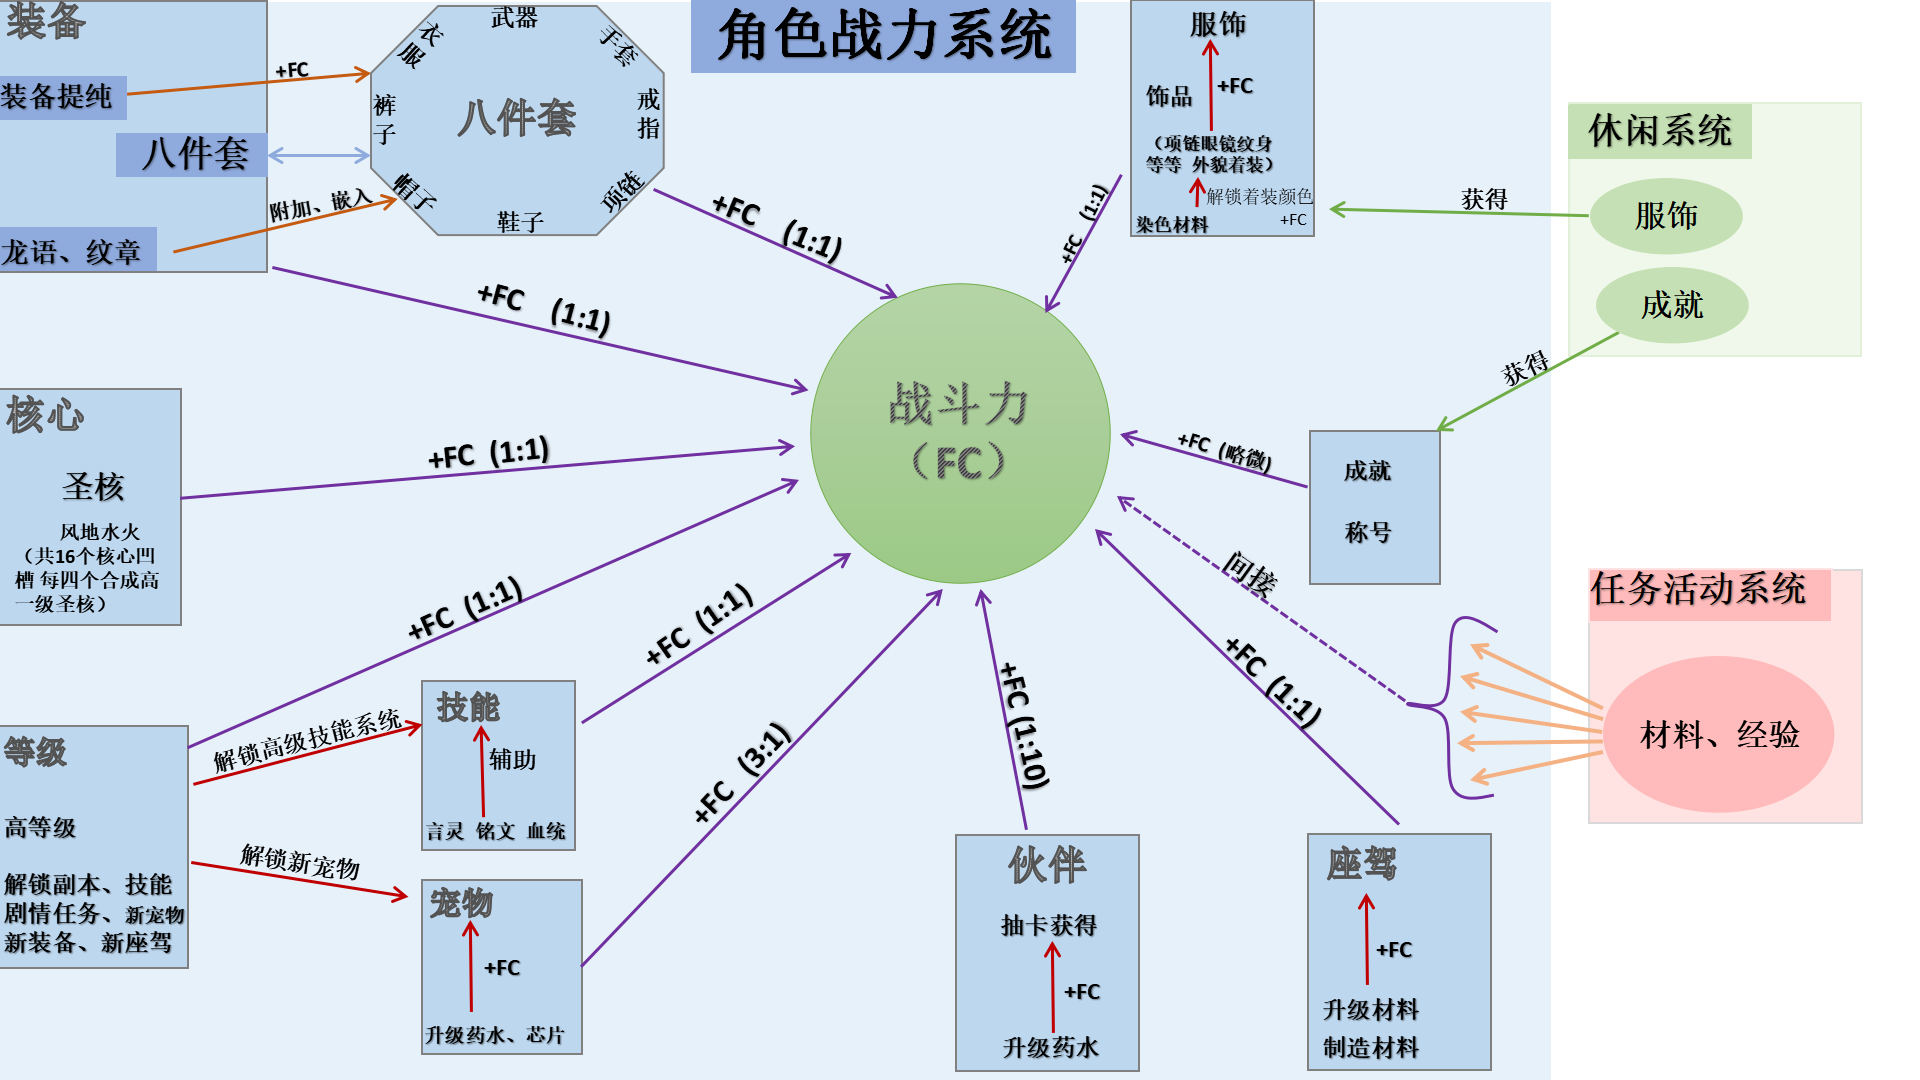 角色战力系统
装备
装备提纯
+FC
八件套
附加、嵌入
龙语、纹章
武器
衣服
手套
裤子
八件套
戒指
帽子
项链
鞋子
+FC (1:1)
+FC (1:1)
服饰
饰品
+FC
（项链眼镜纹身
等等 外貌着装）
解锁着装颜色
染色材料
+FC
+FC (1:1)
休闲系统
服饰
成就
获得
获得
核心
圣核
风地水火
（共16个核心凹
槽 每四个合成高
一级圣核）
+FC (1:1)
战斗力
（FC）
+FC (略微)
成就
称号
间接
任务活动系统
材料、经验
等级
高等级
解锁副本、技能
剧情任务、新宠物
新装备、新座驾
+FC (1:1)
解锁高级技能系统
解锁新宠物
技能
辅助
言灵 铭文 血统
+FC (1:1)
宠物
+FC
升级药水、芯片
+FC (3:1)
伙伴
抽卡获得
+FC
升级药水
+FC (1:10)
座驾
+FC
升级材料
制造材料
+FC (1:1)